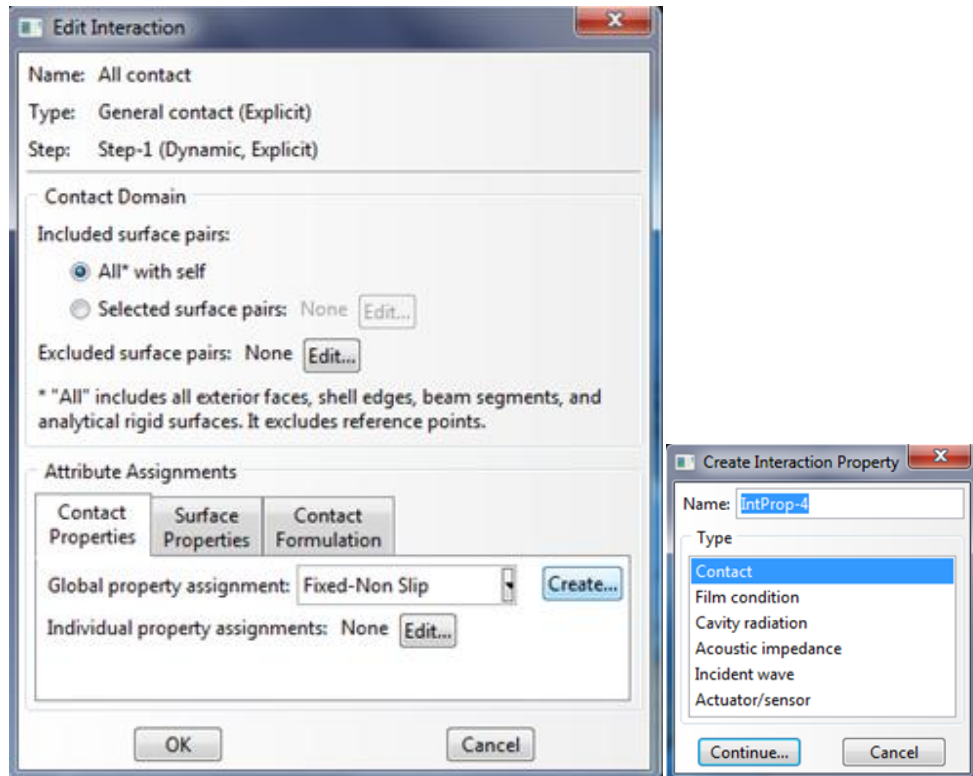 Edit Interaction
Name: All contact
Type: General contact (Explicit)
Step: Step-1 (Dynamic, Explicit)
Contact Domain
Included surface pairs:
All* with self
Selected surface pairs: None Edit...
Excluded surface pairs: None Edit...
* "All" includes all exterior faces, shell edges, beam segments, and
analytical rigid surfaces. It excludes reference points.
Attribute Assignments
Contact Properties
Surface Properties
Contact Formulation
Global property assignment: Fixed-Non Slip Create...
Individual property assignments: None Edit...
OK Cancel
Create Interaction Property
Name: IntProp-4
Type
Contact
Film condition
Cavity radiation
Acoustic impedance
Incident wave
Actuator/sensor
Continue... Cancel